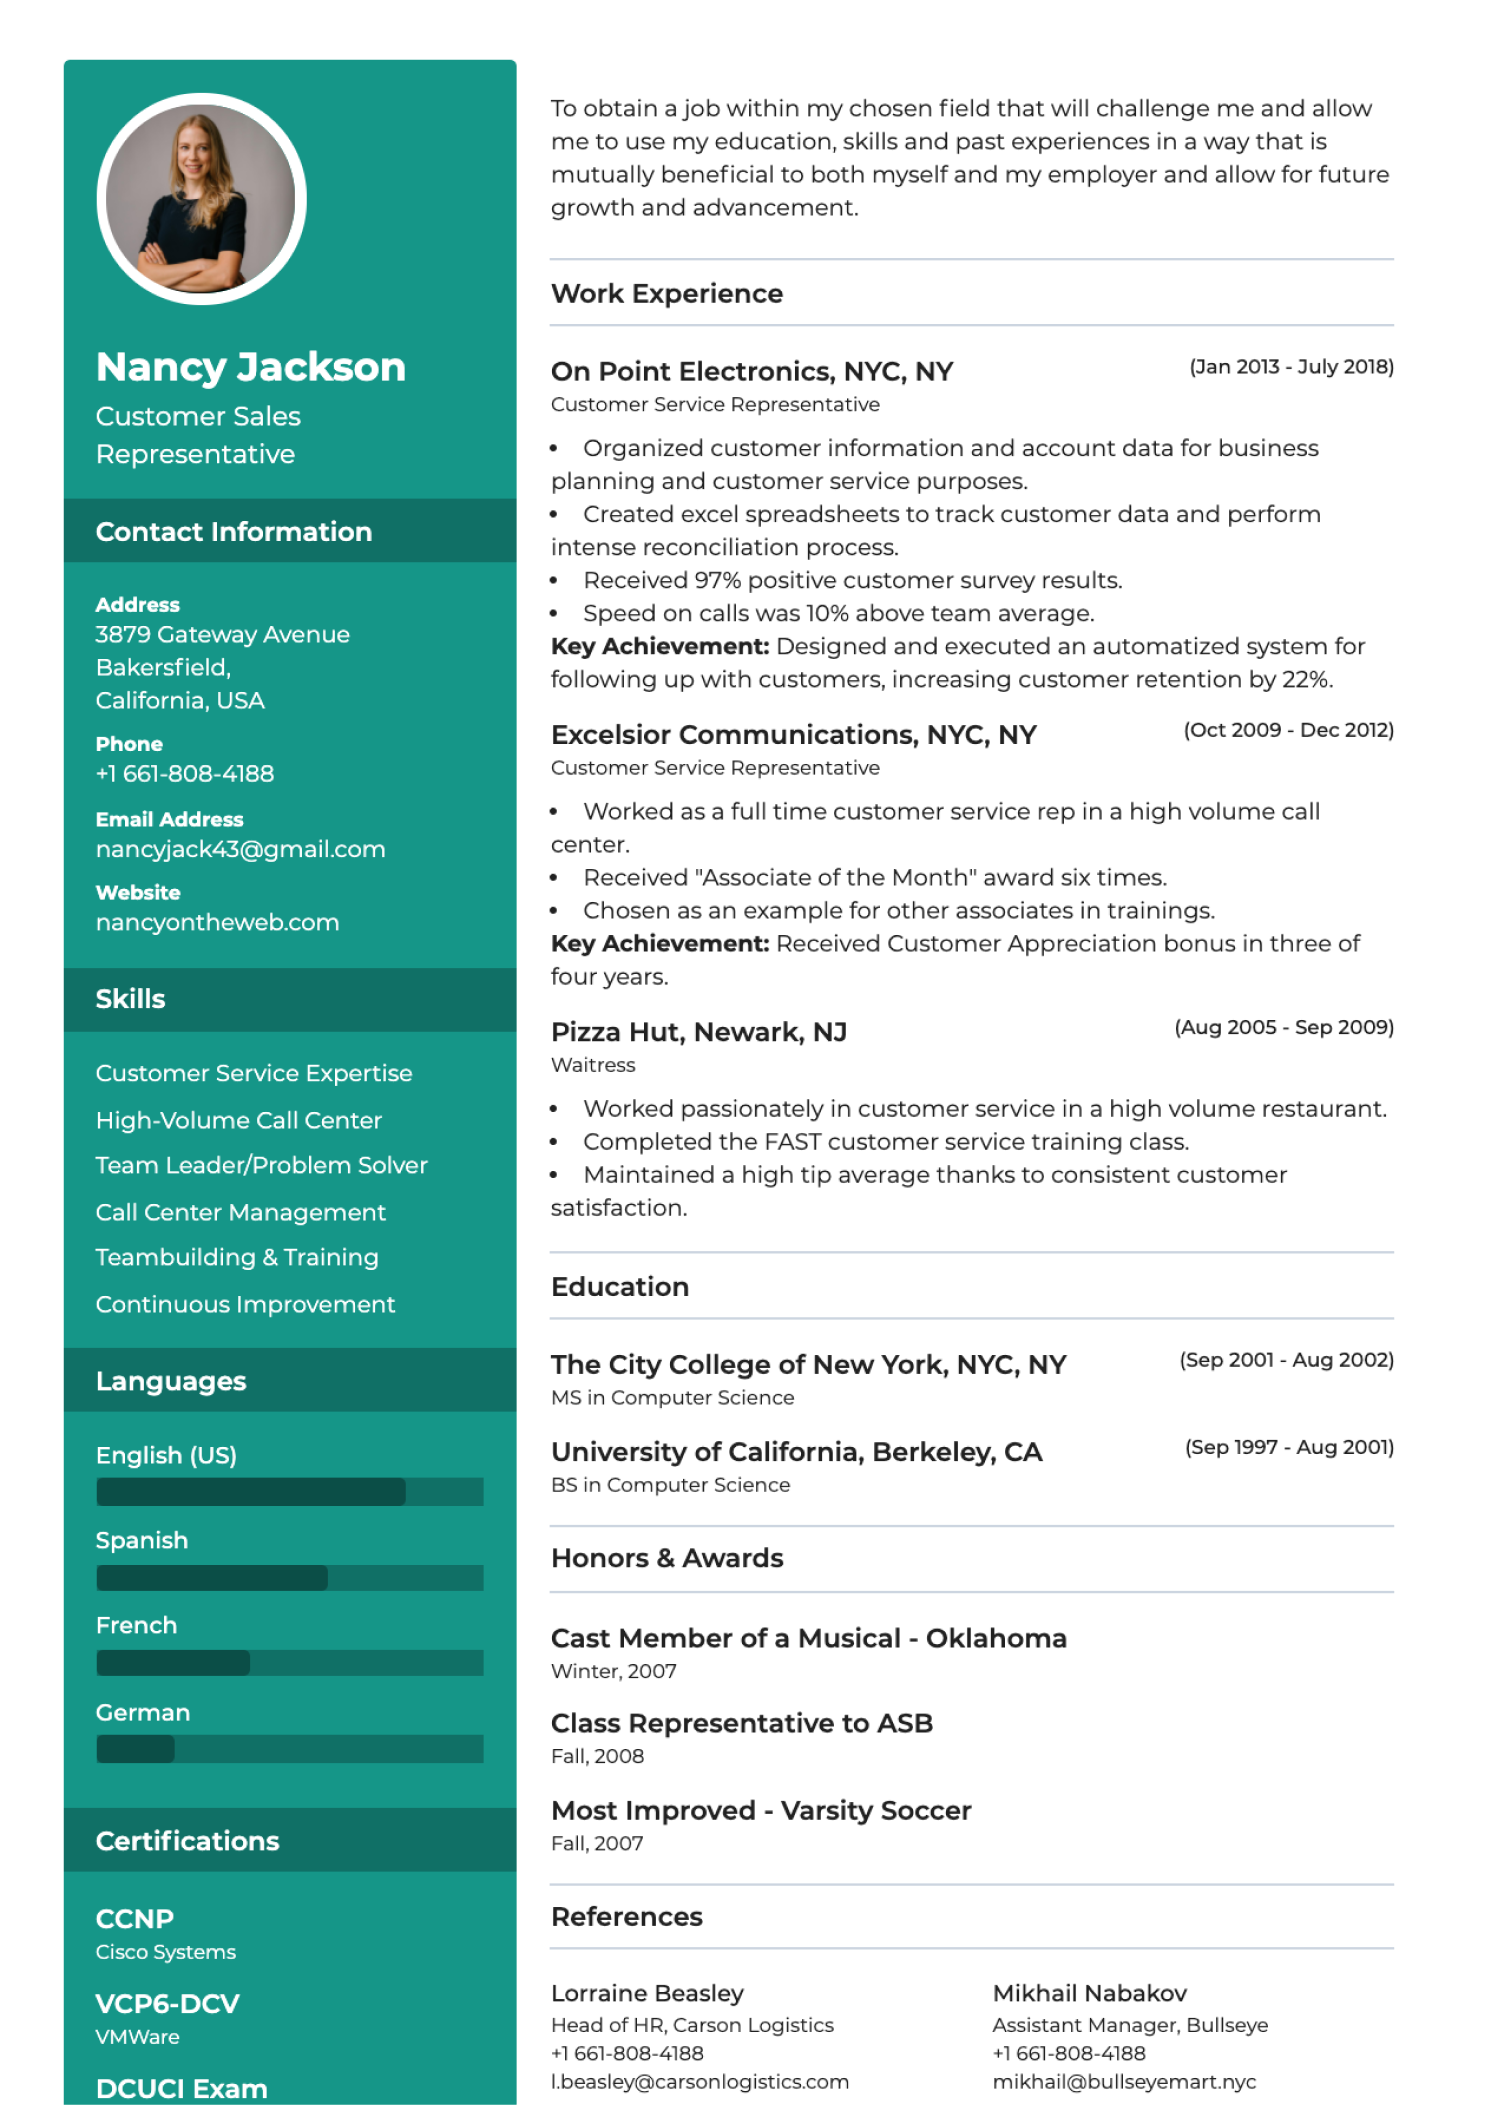 Nancy Jackson
Customer Sales
Representative
Contact Information
Address
3879 Gateway Avenue
Bakersfield,
California, USA
Phone
+1 661-808-4188
Email Address
nancyjack43@gmail.com
Website
nancyontheweb.com
Skills
Customer Service Expertise
High-Volume Call Center
Team Leader/Problem Solver
Call Center Management
Teambuilding & Training
Continuous Improvement
Languages
English (US)
Spanish
French
German
Certifications
CCNP
Cisco Systems
VCP6-DCV
VMWare
DCUCI Exam
To obtain a job within my chosen field that will challenge me and allow
me to use my education, skills and past experiences in a way that is
mutually beneficial to both myself and my employer and allow for future
growth and advancement.
Work Experience
On Point Electronics, NYC, NY (Jan 2013 - July 2018)
Customer Service Representative
• Organized customer information and account data for business
planning and customer service purposes.
• Created excel spreadsheets to track customer data and perform
intense reconciliation process.
• Received 97% positive customer survey results.
• Speed on calls was 10% above team average.
Key Achievement: Designed and executed an automatized system for
following up with customers, increasing customer retention by 22%.
Excelsior Communications, NYC, NY (Oct 2009 - Dec 2012)
Customer Service Representative
• Worked as a full time customer service rep in a high volume call
center.
• Received "Associate of the Month" award six times.
• Chosen as an example for other associates in trainings.
Key Achievement: Received Customer Appreciation bonus in three of
four years.
Pizza Hut, Newark, NJ (Aug 2005 - Sep 2009)
Waitress
• Worked passionately in customer service in a high volume restaurant.
• Completed the FAST customer service training class.
• Maintained a high tip average thanks to consistent customer
satisfaction.
Education
The City College of New York, NYC, NY (Sep 2001 - Aug 2002)
MS in Computer Science
University of California, Berkeley, CA (Sep 1997 - Aug 2001)
BS in Computer Science
Honors & Awards
Cast Member of a Musical - Oklahoma
Winter, 2007
Class Representative to ASB
Fall, 2008
Most Improved - Varsity Soccer
Fall, 2007
References
Lorraine Beasley
Head of HR, Carson Logistics
+1 661-808-4188
l.beasley@carsonlogistics.com
Mikhail Nabakov
Assistant Manager, Bullseye
+1 661-808-4188
mikhail@bullseyemart.nyc